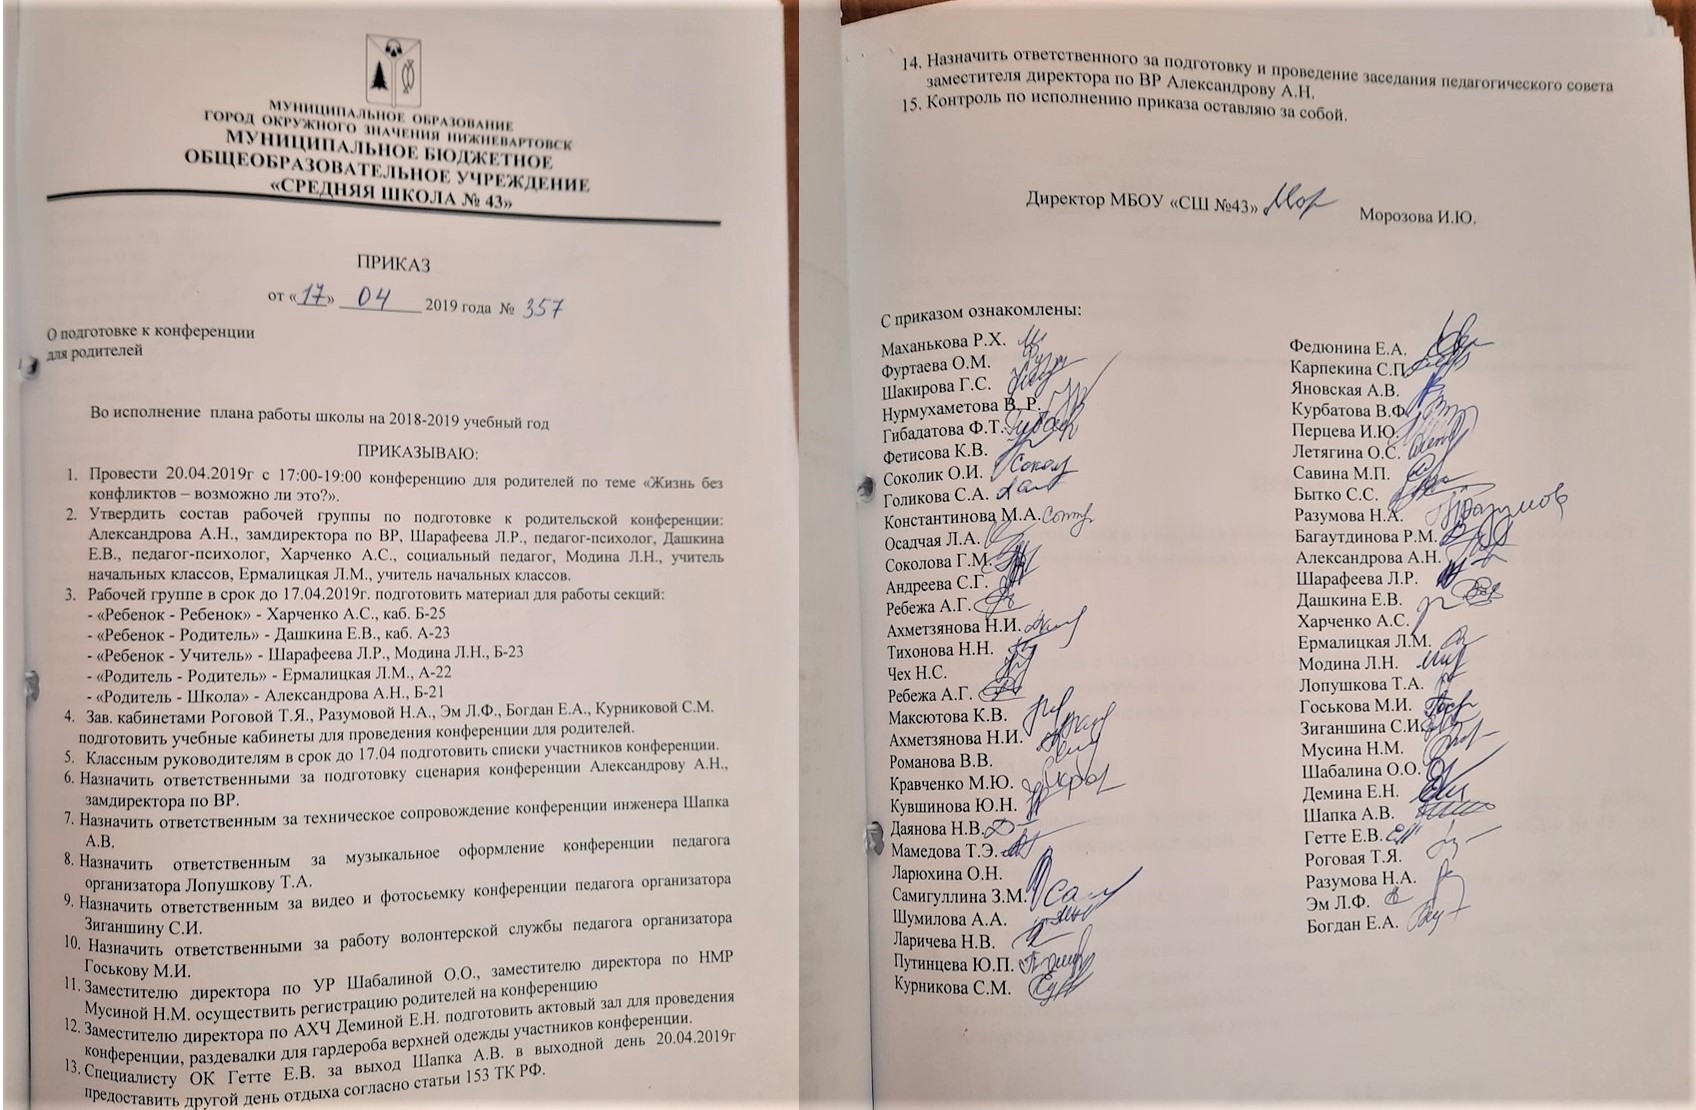 МУНИЦИПАЛЬНОЕ ОБРАЗОВАНИЕ
ГОРОД ОКРУЖНОГО ЗНАЧЕНИЯ НИЖНЕВАРТОВСК
МУНИЦИПАЛЬНОЕ БЮДЖЕТНОЕ
ОБЩЕОБРАЗОВАТЕЛЬНОЕ УЧРЕЖДЕНИЕ
«СРЕДНЯЯ ШКОЛА № 43»
ПРИКАЗ
от «17» 04 2019 года № 357
О подготовке к конференции
для родителей
Во исполнение плана работы школы на 2018-2019 учебный год
ПРИКАЗЫВАЮ:
1. Провести 20.04.2019г с 17:00-19:00 конференцию для родителей по теме «Жизнь без
конфликтов – возможно ли это?».
2. Утвердить состав рабочей группы по подготовке к родительской конференции:
Александрова А.Н., замдиректора по ВР, Шарафеева Л.Р., педагог-психолог, Дашкина
Е.В., педагог-психолог, Харченко А.С., социальный педагог, Модина Л.Н., учитель
начальных классов, Ермалицкая Л.М., учитель начальных классов.
3. Рабочей группе в срок до 17.04.2019г. подготовить материал для работы секций:
- «Ребенок - Ребенок» - Харченко А.С., каб. Б-25
- «Ребенок - Родитель» - Дашкина Е.В., каб. А-23
- «Ребенок - Учитель» - Шарафеева Л.Р., Модина Л.Н., Б-23
- «Родитель - Родитель» - Ермалицкая Л.М., А-22
- «Родитель - Школа» - Александрова А.Н., Б-21
4. Зав. кабинетами Роговой Т.Я., Разумовой Н.А., Эм Л.Ф., Богдан Е.А., Курниковой С.М.
подготовить учебные кабинеты для проведения конференции для родителей.
5. Классным руководителям в срок до 17.04 подготовить списки участников конференции.
6. Назначить ответственными за подготовку сценария конференции Александрову А.Н.,
замдиректора по ВР.
7. Назначить ответственным за техническое сопровождение конференции инженера Шапка
А.В.
8. Назначить ответственным за музыкальное оформление конференции педагога
организатора Лопушкову Т.А.
9. Назначить ответственным за видео и фотосьемку конференции педагога организатора
Зиганшину С.И.
10. Назначить ответственными за работу волонтерской службы педагога организатора
Госькову М.И.
11. Заместителю директора по УР Шабалиной О.О., заместителю директора по НМР
Мусиной Н.М. осуществить регистрацию родителей на конференцию
12. Заместителю директора по АХЧ Деминой Е.Н. подготовить актовый зал для проведения
конференции, раздевалки для гардероба верхней одежды участников конференции.
13. Специалисту ОК Гетте Е.В. за выход Шапка А.В. в выходной день 20.04.2019г
предоставить другой день отдыха согласно статьи 153 ТК РФ.
14. Назначить ответственного за подготовку и проведение заседания педагогического совета
заместителя директора по ВР Александрову А.Н.
15. Контроль по исполнению приказа оставляю за собой.
Директор МБОУ «СШ №43» Морозова И.Ю.
С приказом ознакомлены:
Маханькова Р.Х.
Фуртаева О.М.
Шакирова Г.С.
Нурмухаметова В. Р.
Гибадатова Ф.Т.
Фетисова К.В.
Соколик О.И.
Голикова С.А.
Константинова М.А.
Осадчая Л.А.
Соколова Г.М.
Андреева С.Г.
Ребежа А.Г.
Ахметзянова Н.И.
Тихонова Н.Н.
Чех Н.С.
Ребежа А.Г.
Максютова К.В.
Ахметзянова Н.И.
Романова В.В.
Кравченко М.Ю.
Кувшинова Ю.Н.
Даянова Н.В.
Мамедова Т.Э.
Ларюхина О.Н.
Самигуллина З.М.
Шумилова А.А.
Ларичева Н.В.
Путинцева Ю.П.
Курникова С.М.
Федюнина Е.А.
Карпекина С.П.
Яновская А.В.
Курбатова В.Ф.
Перцева И.Ю.
Летягина О.С.
Савина М.П.
Бытко С.С.
Разумова Н.А.
Багаутдинова Р.М.
Александрова А.Н.
Шарафеева Л.Р.
Дашкина Е.В.
Харченко А.С.
Ермалицкая Л.М.
Модина Л.Н.
Лопушкова Т.А.
Госькова М.И.
Зиганшина С.И.
Мусина Н.М.
Шабалина О.О.
Демина Е.Н.
Шапка А.В.
Гетте Е.В.
Роговая Т.Я.
Разумова Н.А.
Эм Л.Ф.
Богдан Е.А.